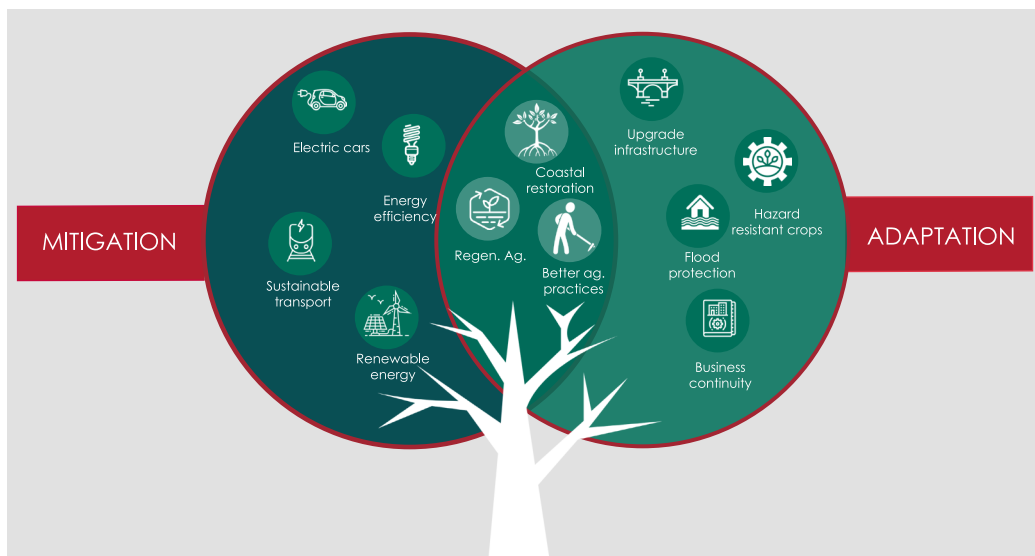 MITIGATION
Electric cars
Energy
efficiency
Sustainable
transport
Renewable
energy
Coastal
restoration
Regen. Ag.
Better ag.
practices
Upgrade
infrastructure
Hazard
resistant crops
Flood
protection
Business
continuity
ADAPTATION